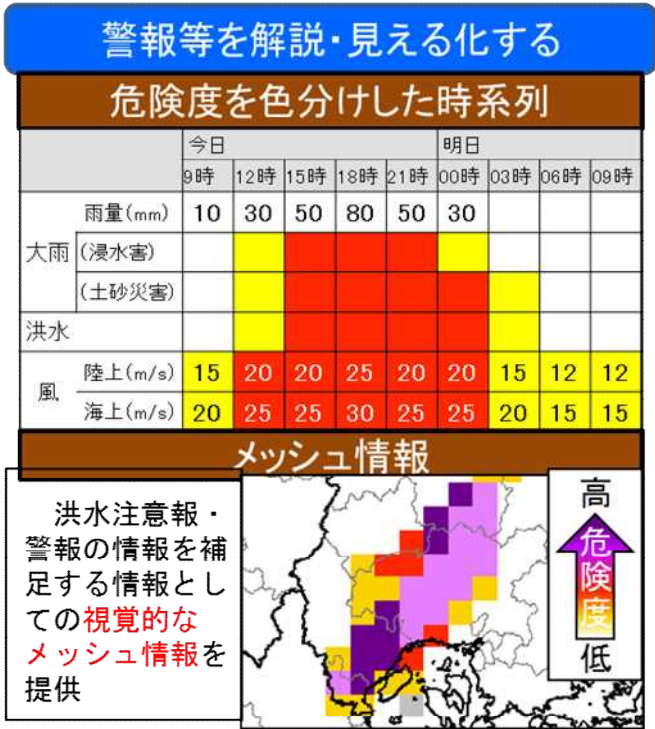 警報等を解説・見える化する
危険度を色分けした時系列
今日 明日
9時 12時 15時 18時 21時 00時 03時 06時 09時
雨量(mm) 10 30 50 80 50 30
大雨 (浸水害)
(土砂災害)
洪水
風 陸上(m/s) 15 20 20 25 20 20 15 12 12
海上(m/s) 20 25 25 30 25 25 20 15 15
メッシュ情報
洪水注意報・
警報の情報を補
足する情報とし
ての視覚的な
メッシュ情報を
提供
高
危険度
低